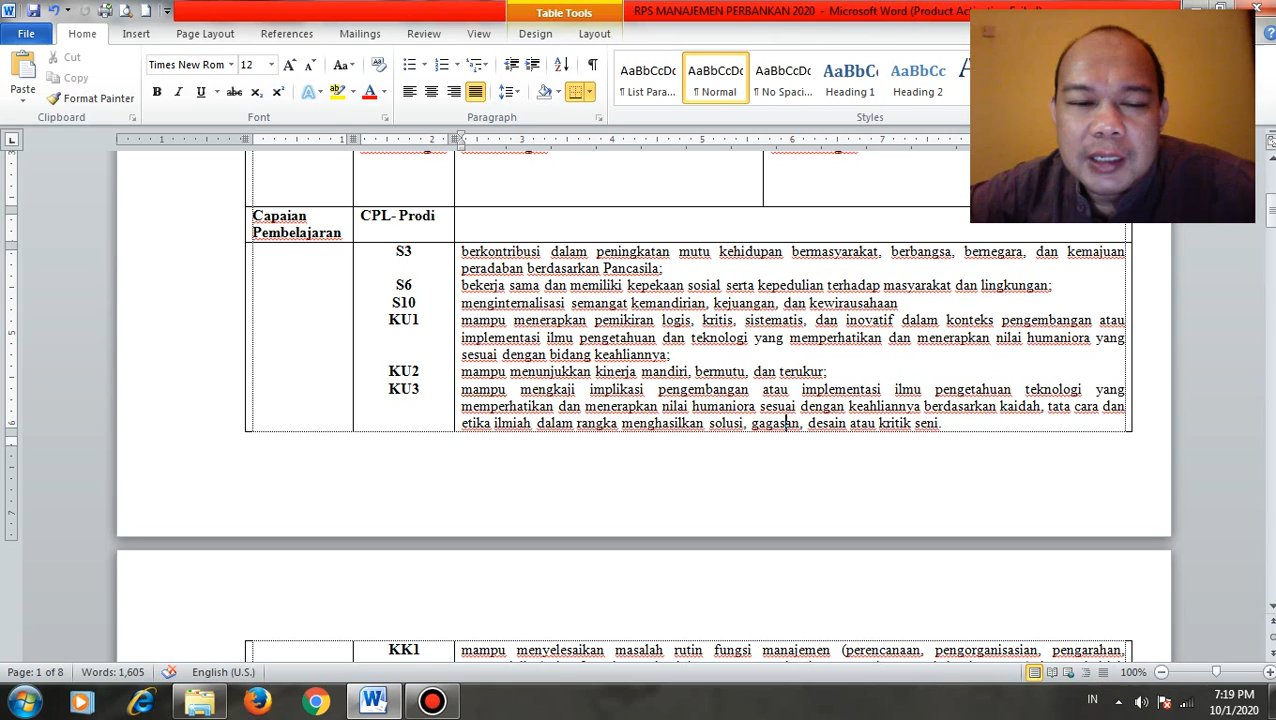 Table Tools
RPS MANAJEMEN PERBANKAN 2020 - Microsoft Word (Product
File Home Insert Page Layout References Mailings Review View Design Layout
Cut
Copy
Format Painter
Paste
Times New Rom 12
AaBbCcDc AaBbCcDc AaBbCcDc AaBbC AaBbCc
¶ List Para... ¶ Normal ¶ No Spaci... Heading 1 Heading 2
Clipboard Font Paragraph Styles
Capaian Pembelajaran
CPL- Prodi
S3 berkontribusi dalam peningkatan mutu kehidupan bermasyarakat, berbangsa, bernegara, dan kemajuan
peradaban berdasarkan Pancasila;
S6 bekerja sama dan memiliki kepekaan sosial serta kepedulian terhadap masyarakat dan lingkungan;
S10 menginternalisasi semangat kemandirian, kejuangan, dan kewirausahaan
KU1 mampu menerapkan pemikiran logis, kritis, sistematis, dan inovatif dalam konteks pengembangan atau
implementasi ilmu pengetahuan dan teknologi yang memperhatikan dan menerapkan nilai humaniora yang
sesuai dengan bidang keahliannya;
KU2 mampu menunjukkan kinerja mandiri, bermutu, dan terukur;
KU3 mampu mengkaji implikasi pengembangan atau implementasi ilmu pengetahuan teknologi yang
memperhatikan dan menerapkan nilai humaniora sesuai dengan keahliannya berdasarkan kaidah, tata cara dan
etika ilmiah dalam rangka menghasilkan solusi, gagasan, desain atau kritik seni.
KK1 mampu menyelesaikan masalah rutin fungsi manajemen (perencanaan, pengorganisasian, pengarahan,
Page: 1 of 8 Words: 1,605 English (U.S.) 100%
IN
7:19 PM
10/1/2020